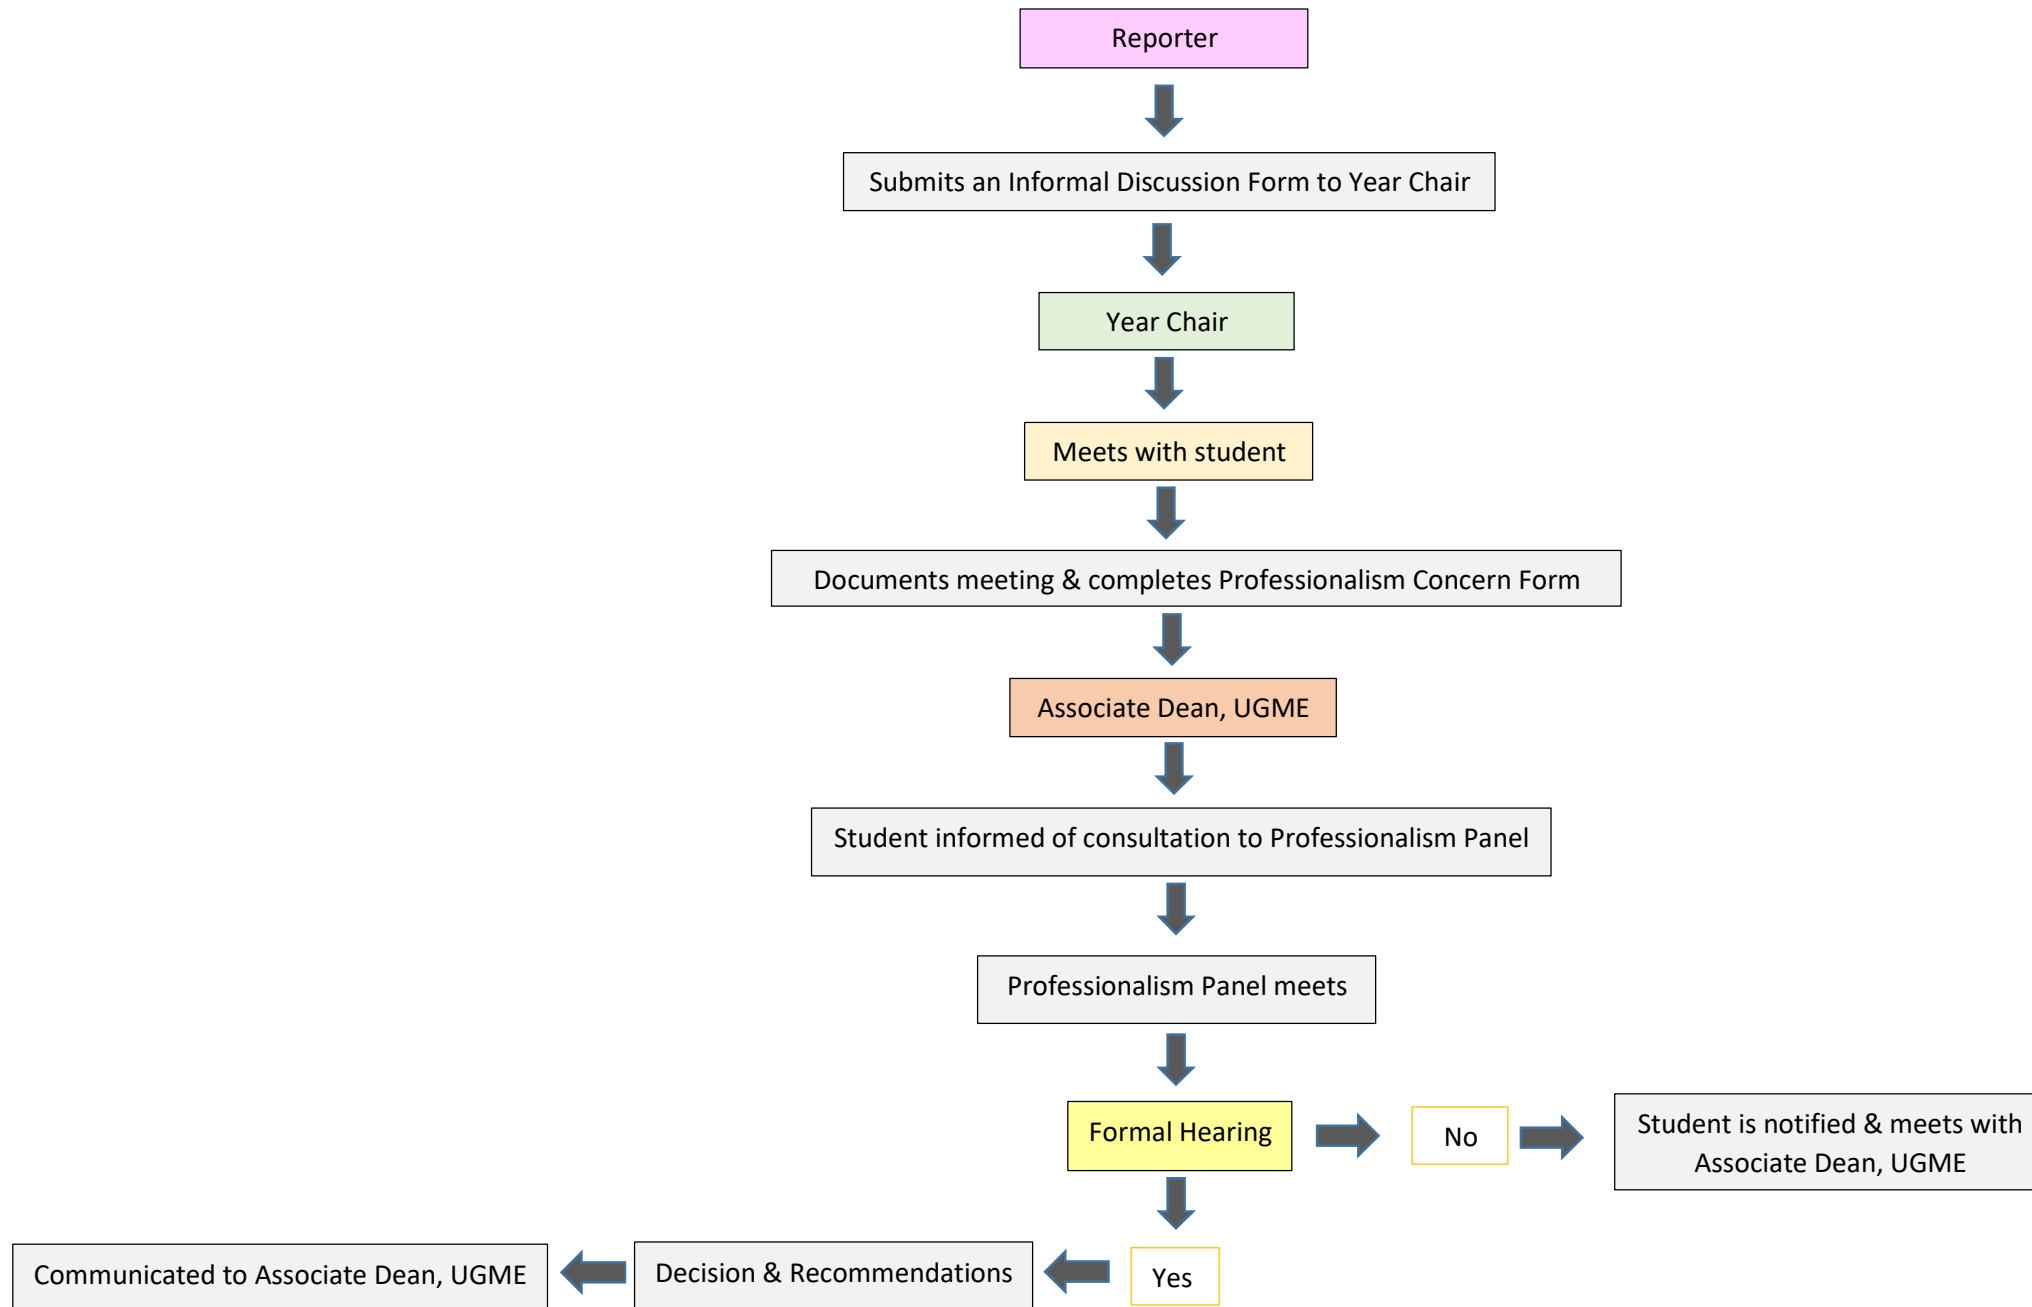 Reporter
Submits an Informal Discussion Form to Year Chair
Year Chair
Meets with student
Documents meeting & completes Professionalism Concern Form
Associate Dean, UGME
Student informed of consultation to Professionalism Panel
Professionalism Panel meets
Formal Hearing
No
Student is notified & meets with
Associate Dean, UGME
Yes
Decision & Recommendations
Communicated to Associate Dean, UGME